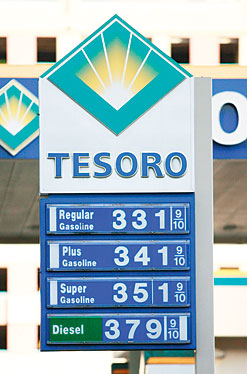 TESORO
Regular
Gasoline
331 9/10
Plus
Gasoline
341 9/10
Super
Gasoline
351 9/10
Diesel 379 9/10